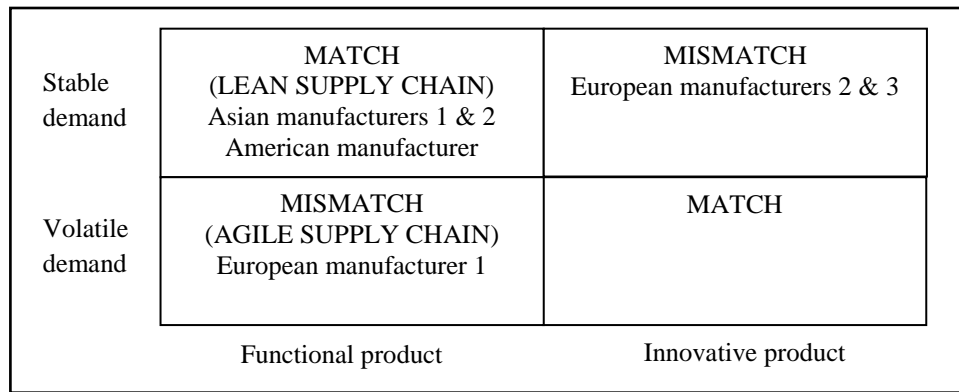 Stable
demand
MATCH
(LEAN SUPPLY CHAIN)
Asian manufacturers 1 & 2
American manufacturer
MISMATCH
European manufacturers 2 & 3
Volatile
demand
MISMATCH
(AGILE SUPPLY CHAIN)
European manufacturer 1
MATCH
Functional product
Innovative product